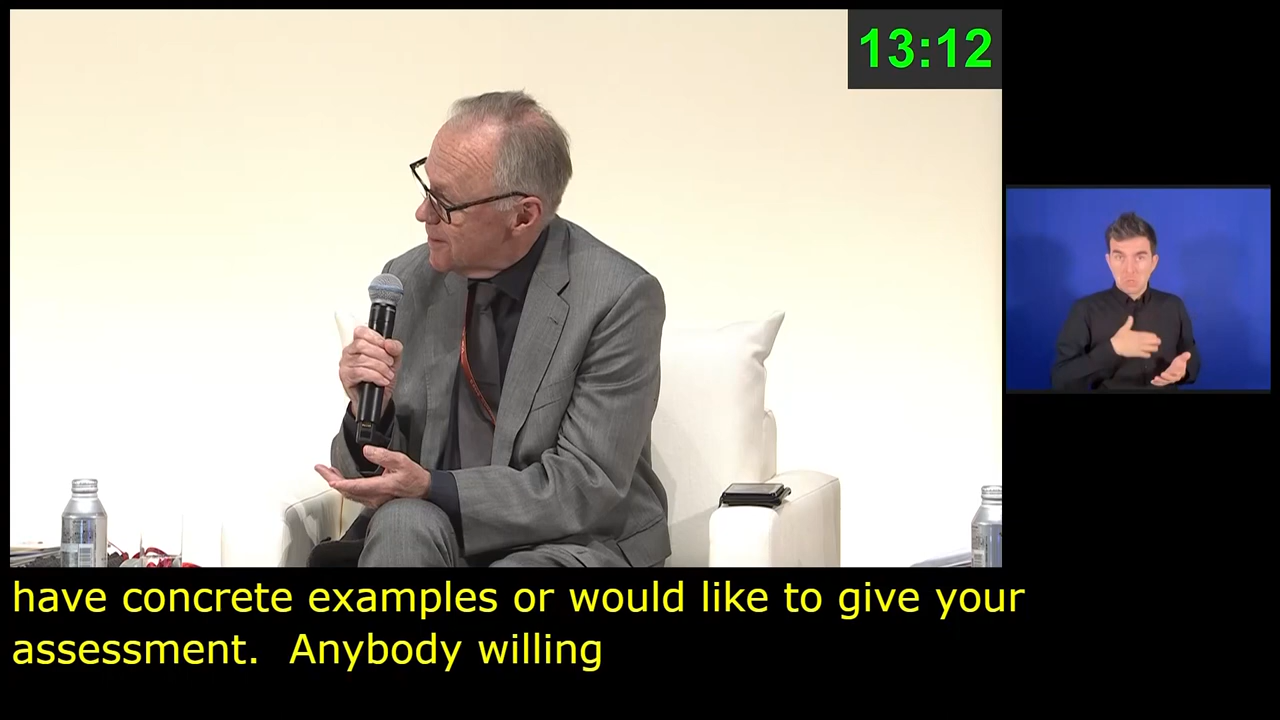 13:12
have concrete examples or would like to give your
assessment.  Anybody willing